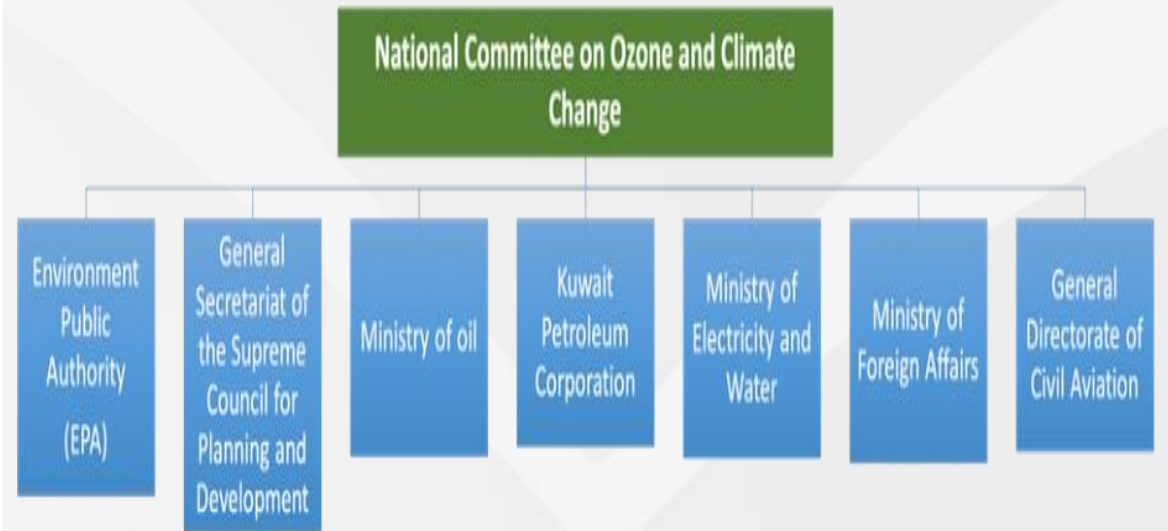 National Committee on Ozone and Climate
Change
Environment
Public
Authority
(EPA)
General
Secretariat of
the Supreme
Council for
Planning and
Development
Ministry of oil
Kuwait
Petroleum
Corporation
Ministry of
Electricity and
Water
Ministry of
Foreign Affairs
General
Directorate of
Civil Aviation